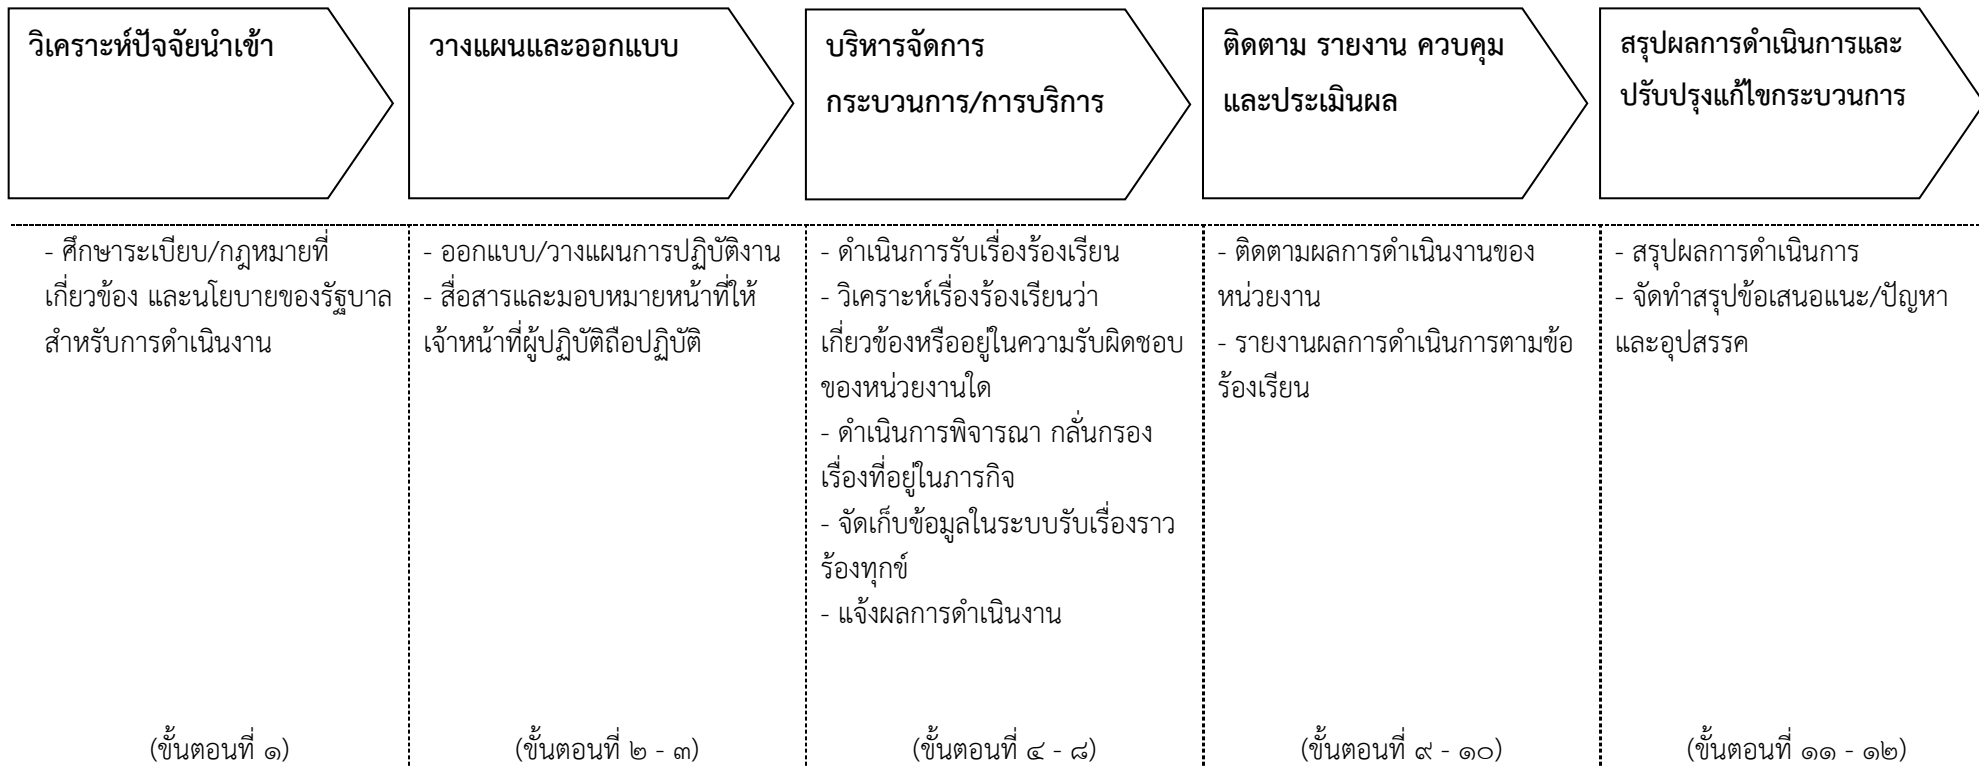 วิเคราะห์ปัจจัยนำเข้า
วางแผนและออกแบบ
บริหารจัดการ
กระบวนการ/การบริการ
ติดตาม รายงาน ควบคุม
และประเมินผล
สรุปผลการดำเนินการและ
ปรับปรุงแก้ไขกระบวนการ
- ศึกษาระเบียบ/กฎหมายที่
เกี่ยวข้อง และนโยบายของรัฐบาล
สำหรับการดำเนินงาน
(ขั้นตอนที่ ๑)
- ออกแบบ/วางแผนการปฏิบัติงาน
- สื่อสารและมอบหมายหน้าที่ให้
เจ้าหน้าที่ผู้ปฏิบัติถือปฏิบัติ
(ขั้นตอนที่ ๒ - ๓)
- ดำเนินการรับเรื่องร้องเรียน
- วิเคราะห์เรื่องร้องเรียนว่า
เกี่ยวข้องหรืออยู่ในความรับผิดชอบ
ของหน่วยงานใด
- ดำเนินการพิจารณา กลั่นกรอง
เรื่องที่อยู่ในภารกิจ
- จัดเก็บข้อมูลในระบบรับเรื่องราว
ร้องทุกข์
- แจ้งผลการดำเนินงาน
(ขั้นตอนที่ ๔ - ๘)
- ติดตามผลการดำเนินงานของ
หน่วยงาน
- รายงานผลการดำเนินการตามข้อ
ร้องเรียน
(ขั้นตอนที่ ๙ - ๑๐)
- สรุปผลการดำเนินการ
- จัดทำสรุปข้อเสนอแนะ/ปัญหา
และอุปสรรค
(ขั้นตอนที่ ๑๑ - ๑๒)